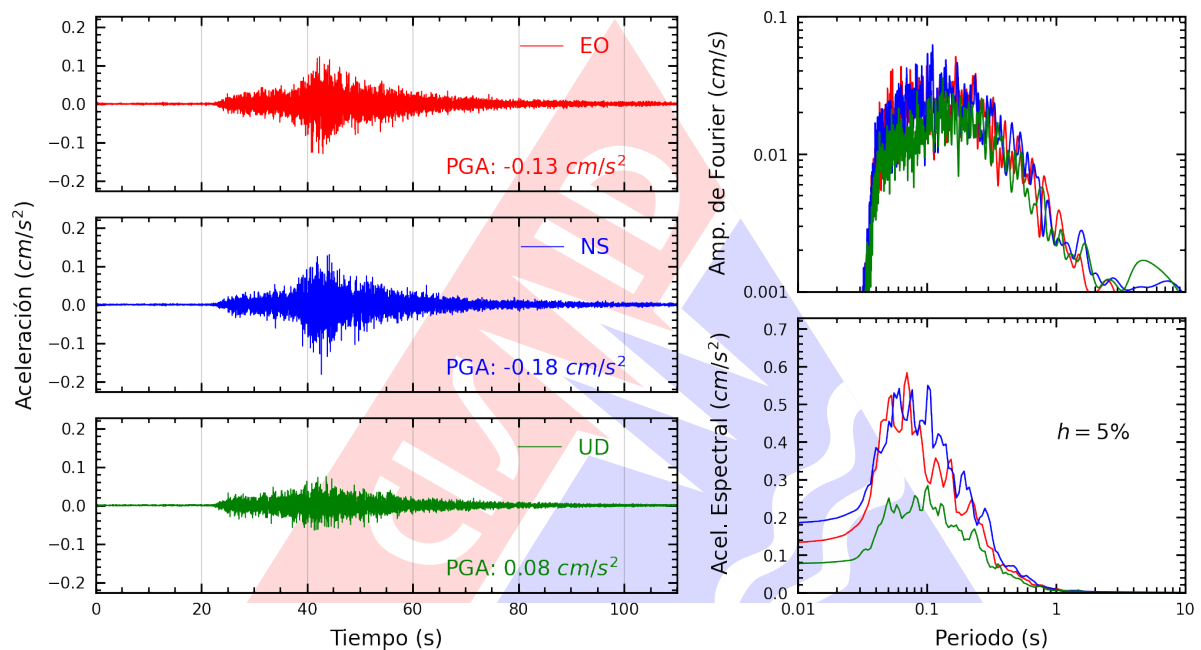 Aceleración (cm/s²)
0.2
0.1
0.0
−0.1
−0.2
EO
PGA: -0.13 cm/s²
0.2
0.1
0.0
−0.1
−0.2
NS
PGA: -0.18 cm/s²
0.2
0.1
0.0
−0.1
−0.2
UD
PGA: 0.08 cm/s²
0 20 40 60 80 100
Tiempo (s)
Amp. de Fourier (cm/s)
0.1
0.01
0.001
Acel. Espectral (cm/s²)
0.7
0.6
0.5
0.4
0.3
0.2
0.1
0.0
h = 5%
0.01 0.1 1 10
Periodo (s)
CISMID